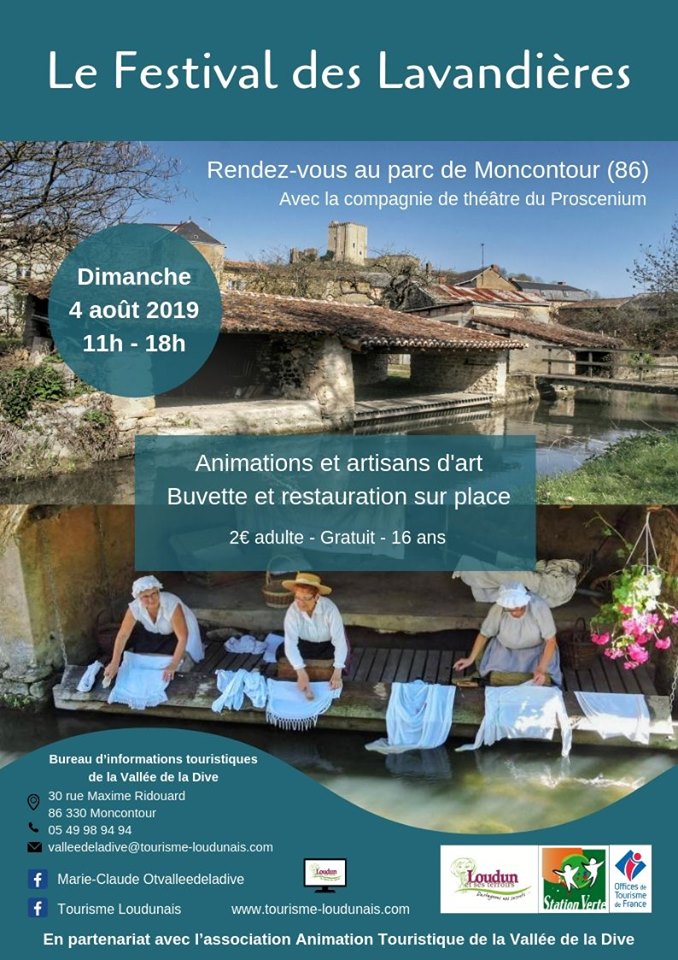 Le Festival des Lavandières
Rendez-vous au parc de Moncontour (86)
Avec la compagnie de théâtre du Proscenium
Dimanche
4 août 2019
11h - 18h
Animations et artisans d'art
Buvette et restauration sur place
2€ adulte - Gratuit - 16 ans
Bureau d'informations touristiques
de la Vallée de la Dive
30 rue Maxime Ridouard
86 330 Moncontour
05 49 98 94 94
valleedeladive@tourisme-loudunais.com
Marie-Claude Otvalleedeladive
Tourisme Loudunais
www.tourisme-loudunais.com
Loudun
et ses terroirs
Station Verte
Offices de
Tourisme
de France
En partenariat avec l'association Animation Touristique de la Vallée de la Dive